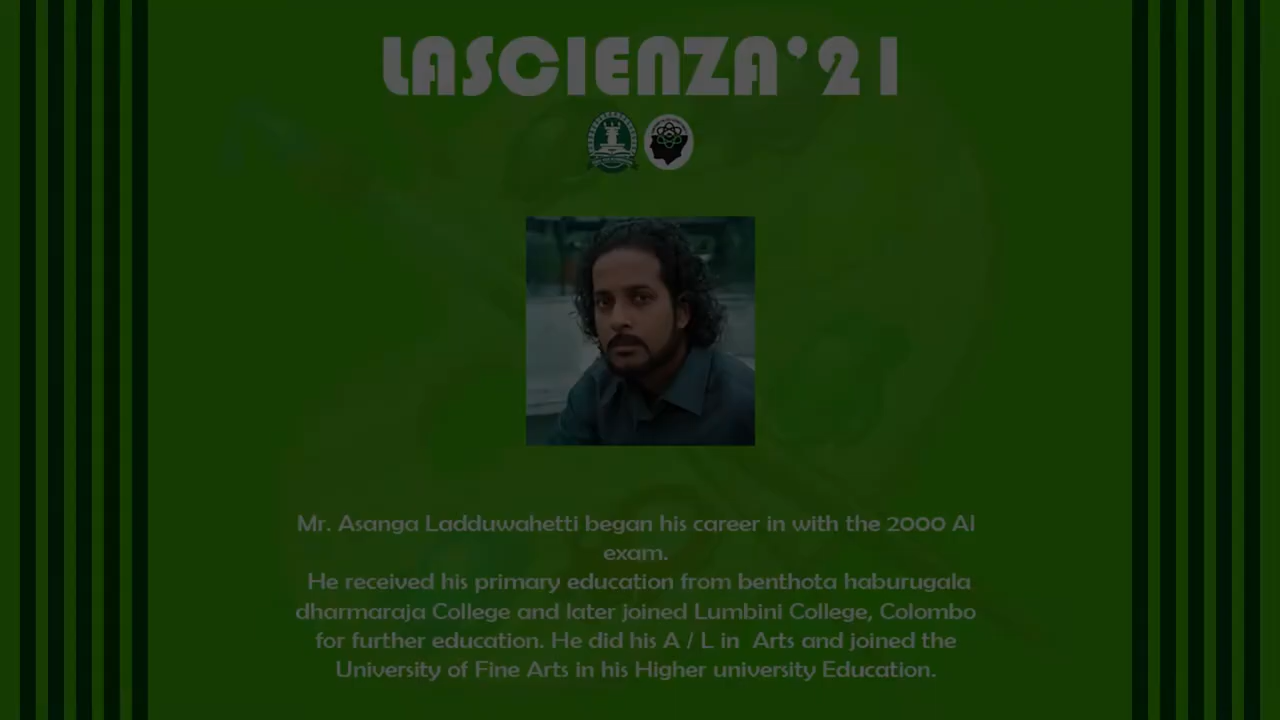 LASCIENZA'21
Mr. Asanga Ladduwahetti began his career in with the 2000 Al
exam.
He received his primary education from benthota haburugala
dharmaraja College and later joined Lumbini College, Colombo
for further education. He did his A / L in Arts and joined the
University of Fine Arts in his Higher university Education.